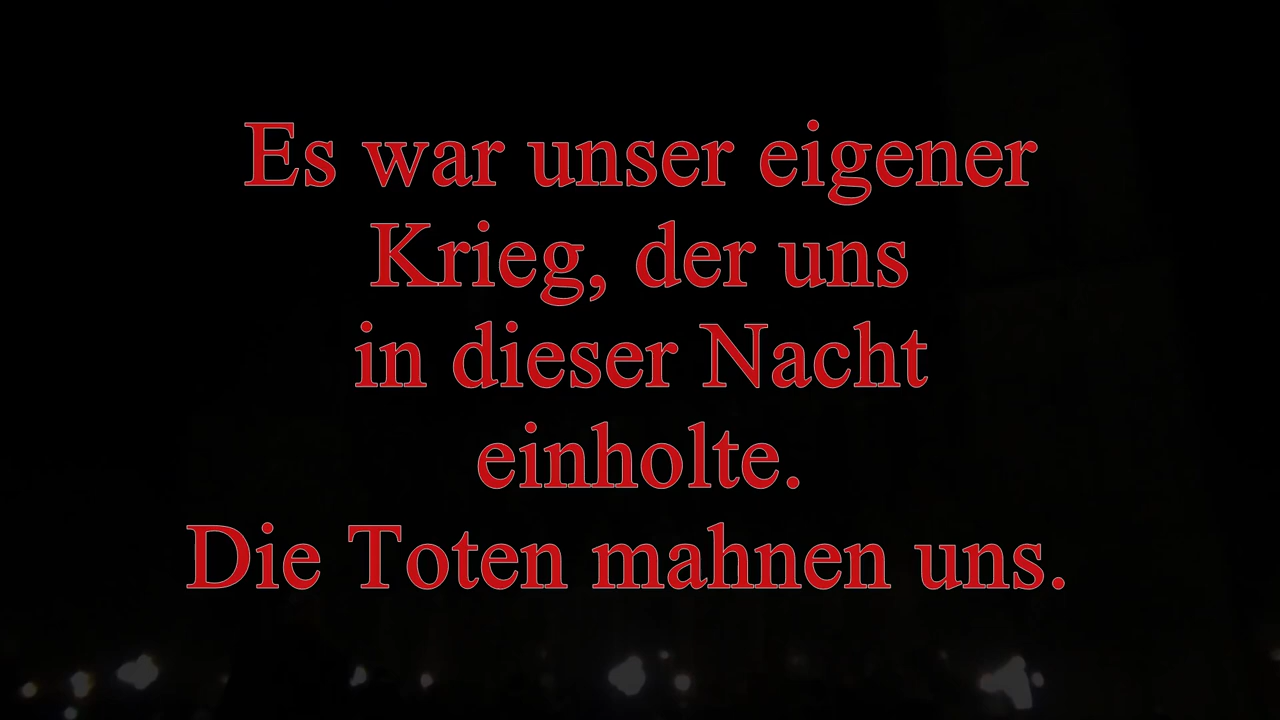 Es war unser eigener
Krieg, der uns
in dieser Nacht
einholte.
Die Toten mahnen uns.